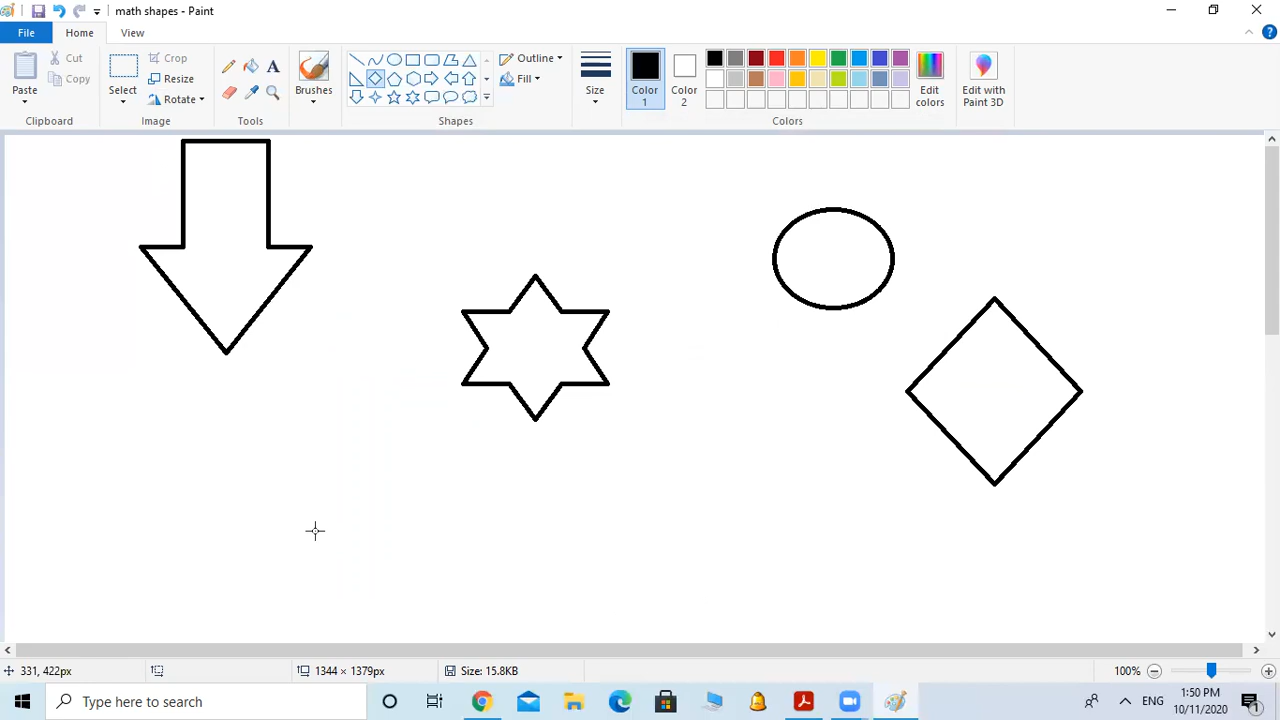 math shapes - Paint
File Home View
Paste Cut Copy
Clipboard
Select Crop Resize Rotate
Image
A
Tools
Brushes
Outline Fill
Shapes
Size
Color 1 Color 2
Edit colors
Colors
Edit with Paint 3D
331, 422px 1344 × 1379px Size: 15.8KB 100%
Type here to search
ENG 1:50 PM 10/11/2020 1